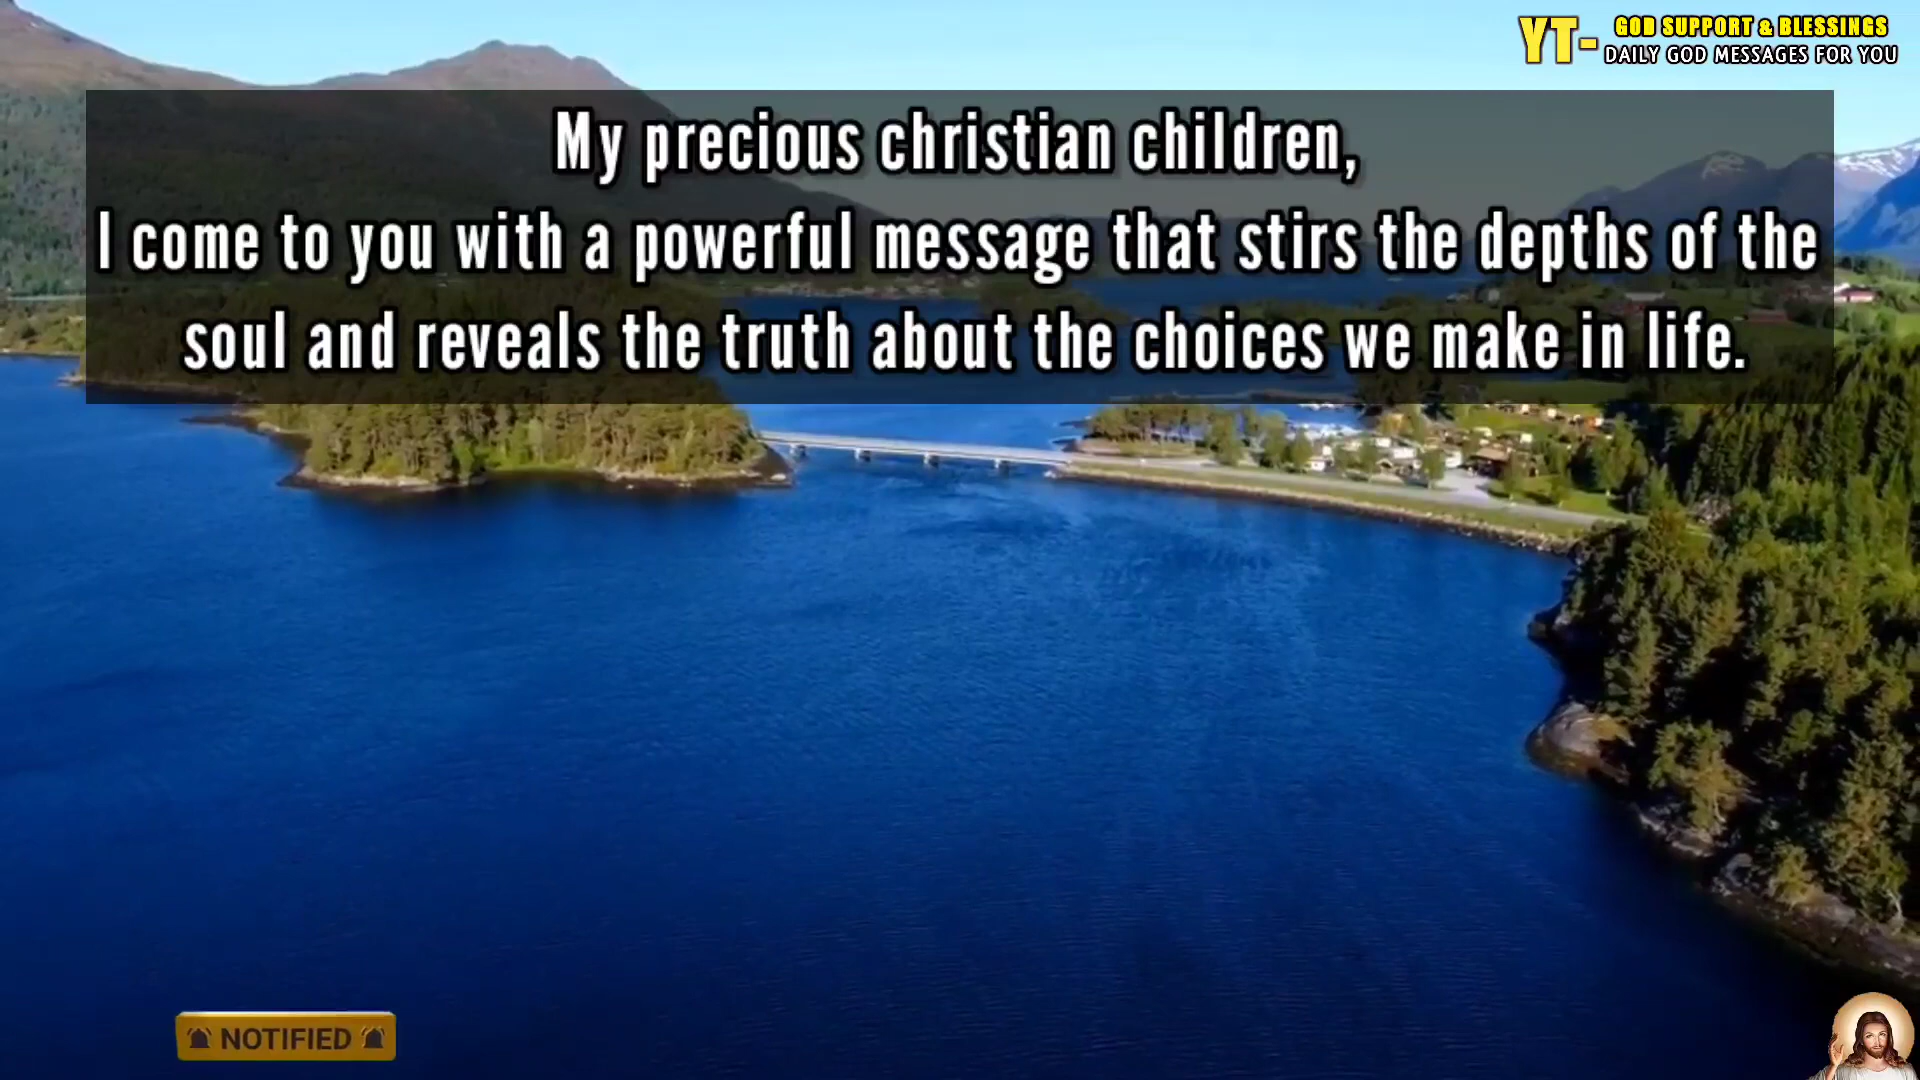 YT-
GOD SUPPORT & BLESSINGS
DAILY GOD MESSAGES FOR YOU
My precious christian children,
I come to you with a powerful message that stirs the depths of the
soul and reveals the truth about the choices we make in life.
NOTIFIED